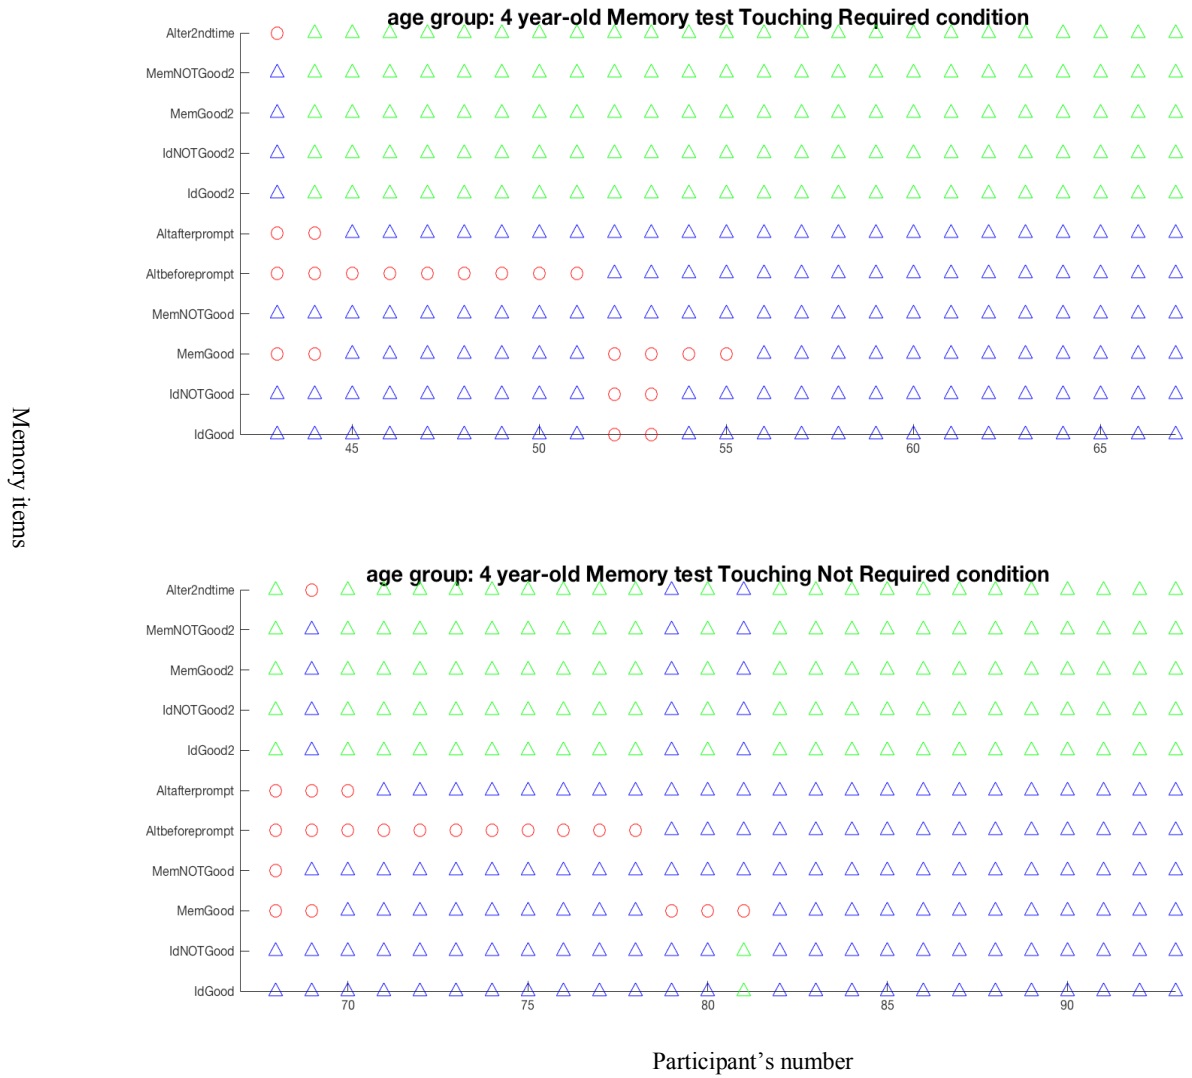 age group: 4 year-old Memory test Touching Required condition
Alter2ndtime
MemNOTGood2
MemGood2
IdNOTGood2
IdGood2
Altafterprompt
Altbeforeprompt
MemNOTGood
MemGood
IdNOTGood
IdGood
45 50 55 60 65
Memory items
age group: 4 year-old Memory test Touching Not Required condition
Alter2ndtime
MemNOTGood2
MemGood2
IdNOTGood2
IdGood2
Altafterprompt
Altbeforeprompt
MemNOTGood
MemGood
IdNOTGood
IdGood
70 75 80 85 90
Participant's number